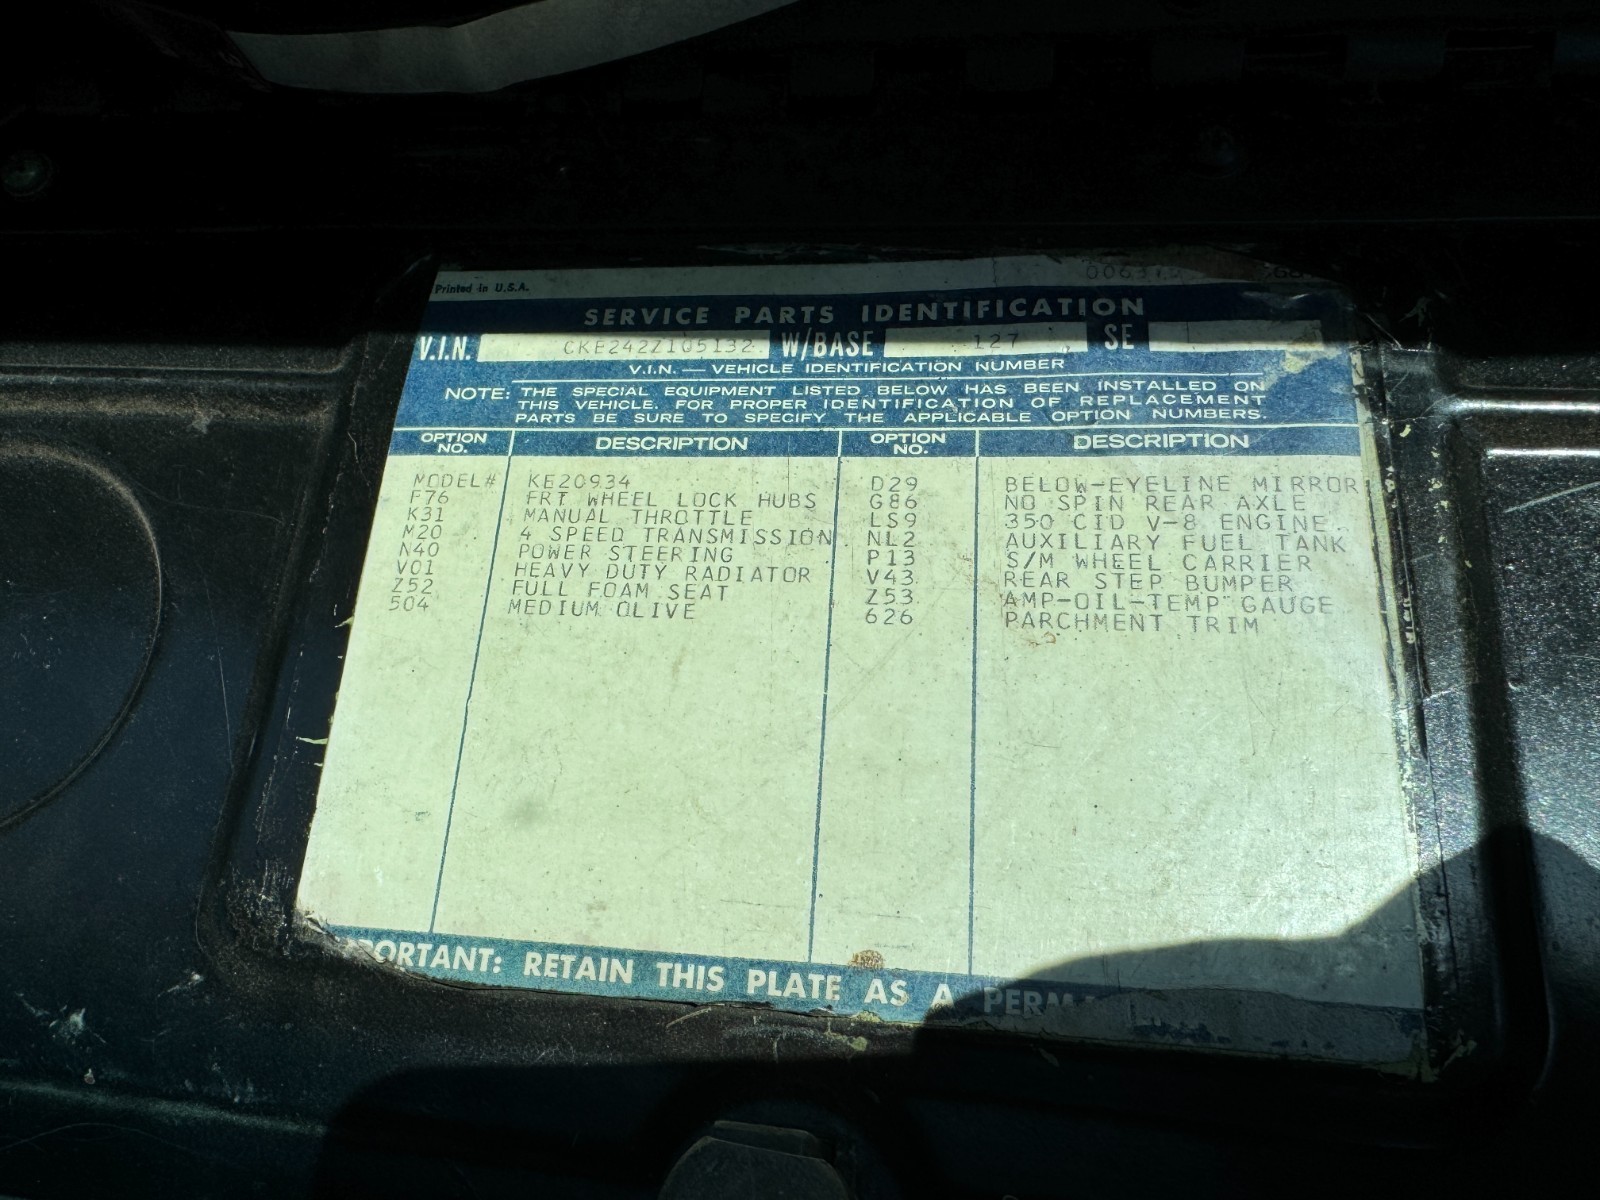 Printed in U.S.A.
SERVICE PARTS IDENTIFICATION
V.I.N. CKE242Z105132 W/BASE 127 SE
V.I.N. — VEHICLE IDENTIFICATION NUMBER
NOTE: THE SPECIAL EQUIPMENT LISTED BELOW HAS BEEN INSTALLED ON
THIS VEHICLE. FOR PROPER IDENTIFICATION OF REPLACEMENT
PARTS BE SURE TO SPECIFY THE APPLICABLE OPTION NUMBERS.
OPTION NO. DESCRIPTION OPTION NO. DESCRIPTION
MODEL# KE20934 D29 BELOW-EYELINE MIRROR
F76 FRT WHEEL LOCK HUBS G86 NO SPIN REAR AXLE
K31 MANUAL THROTTLE LS9 350 CID V-8 ENGINE
M20 4 SPEED TRANSMISSION NL2 AUXILIARY FUEL TANK
N40 POWER STEERING P13 S/M WHEEL CARRIER
V01 HEAVY DUTY RADIATOR V43 REAR STEP BUMPER
Z52 FULL FOAM SEAT Z53 AMP-OIL-TEMP GAUGE
504 MEDIUM OLIVE 626 PARCHMENT TRIM
PORTANT: RETAIN THIS PLATE AS A PERM